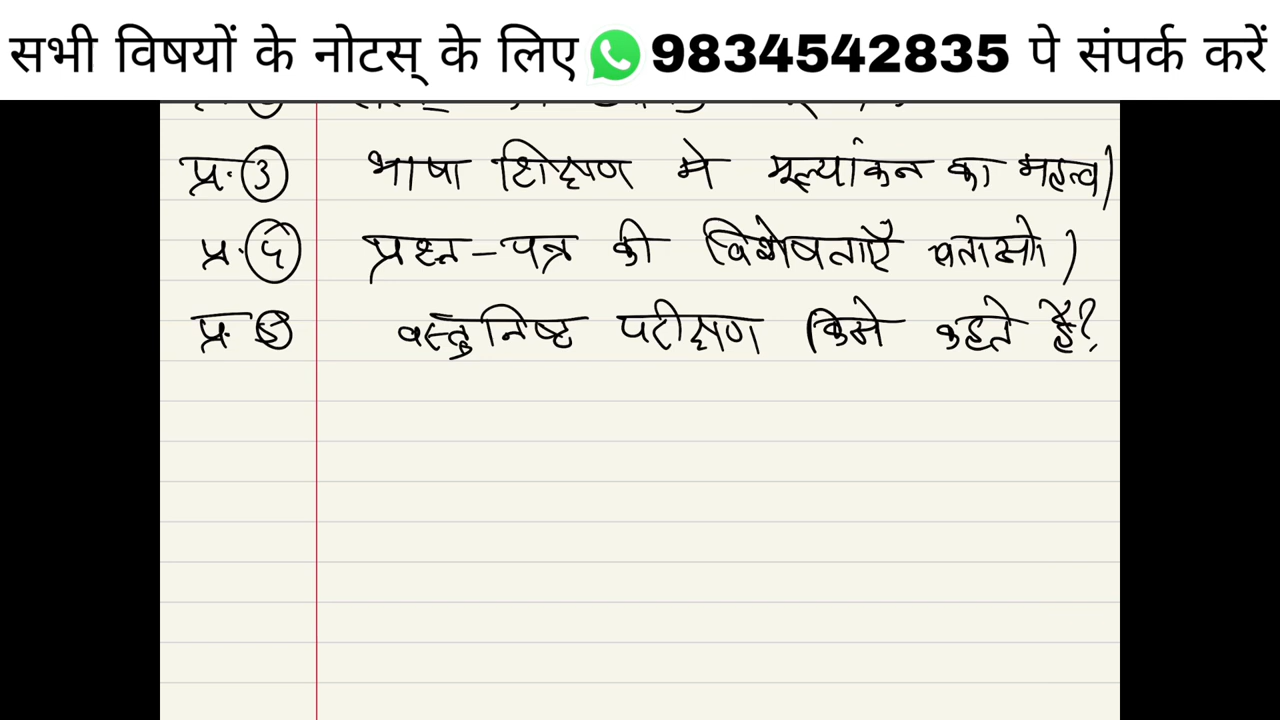 सभी विषयों के नोटस् के लिए 9834542835 पे संपर्क करें
प्र. ③ भाषा शिक्षण मे मूल्यांकन का महत्व।
प्र. ④ प्रश्न-पत्र की विशेषताएँ बताओ।
प्र. ⑤ वस्तुनिष्ट परीक्षण किसे कहते हैं?